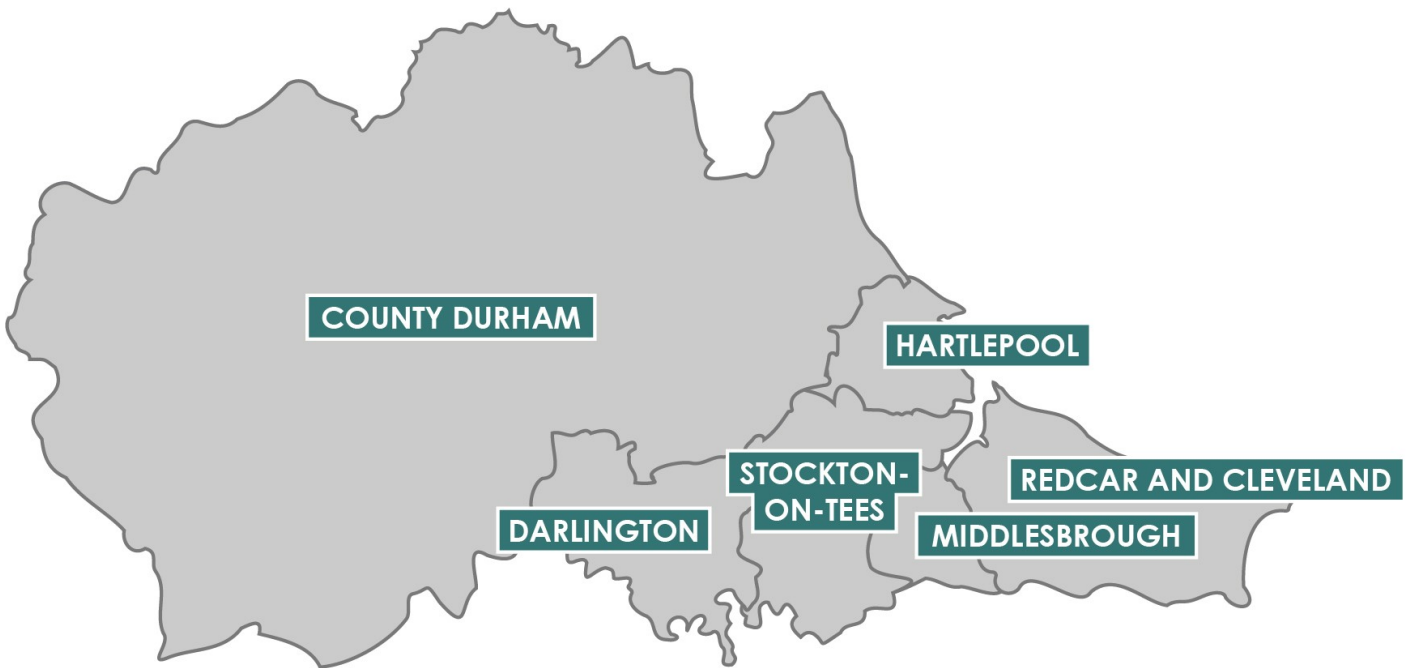 COUNTY DURHAM
HARTLEPOOL
STOCKTON-
ON-TEES
REDCAR AND CLEVELAND
DARLINGTON
MIDDLESBROUGH